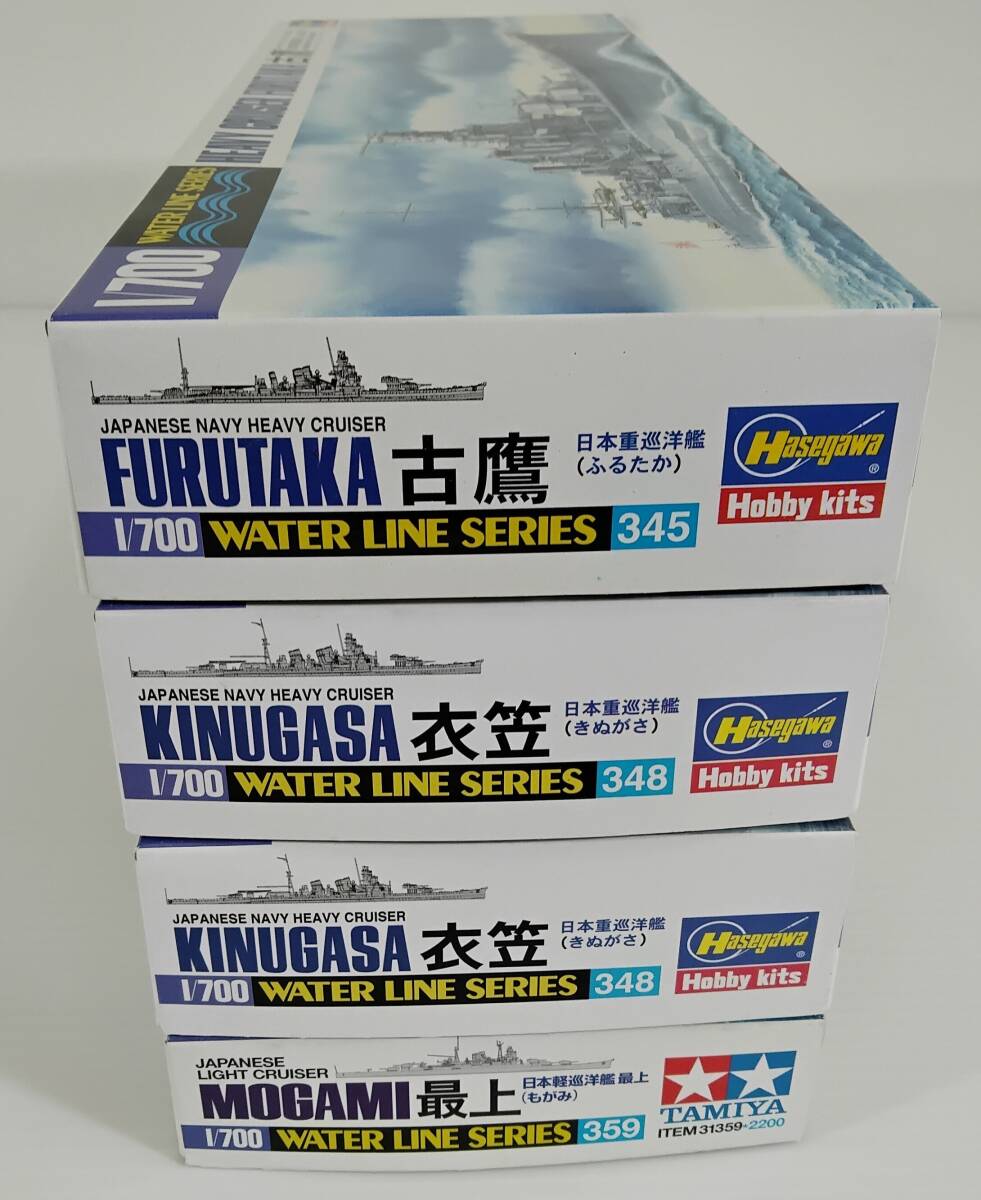 HEAVY CRUISER
WATER LINE SERIES
1/700
JAPANESE NAVY HEAVY CRUISER
FURUTAKA 古鷹
日本重巡洋艦
(ふるたか)
1/700 WATER LINE SERIES 345
Hasegawa®
Hobby kits
JAPANESE NAVY HEAVY CRUISER
KINUGASA 衣笠
日本重巡洋艦
(きぬがさ)
1/700 WATER LINE SERIES 348
Hasegawa®
Hobby kits
JAPANESE NAVY HEAVY CRUISER
KINUGASA 衣笠
日本重巡洋艦
(きぬがさ)
1/700 WATER LINE SERIES 348
Hasegawa®
Hobby kits
JAPANESE
LIGHT CRUISER
MOGAMI 最上
日本軽巡洋艦 最上
(もがみ)
1/700 WATER LINE SERIES 359
TAMIYA
ITEM 31359★2200